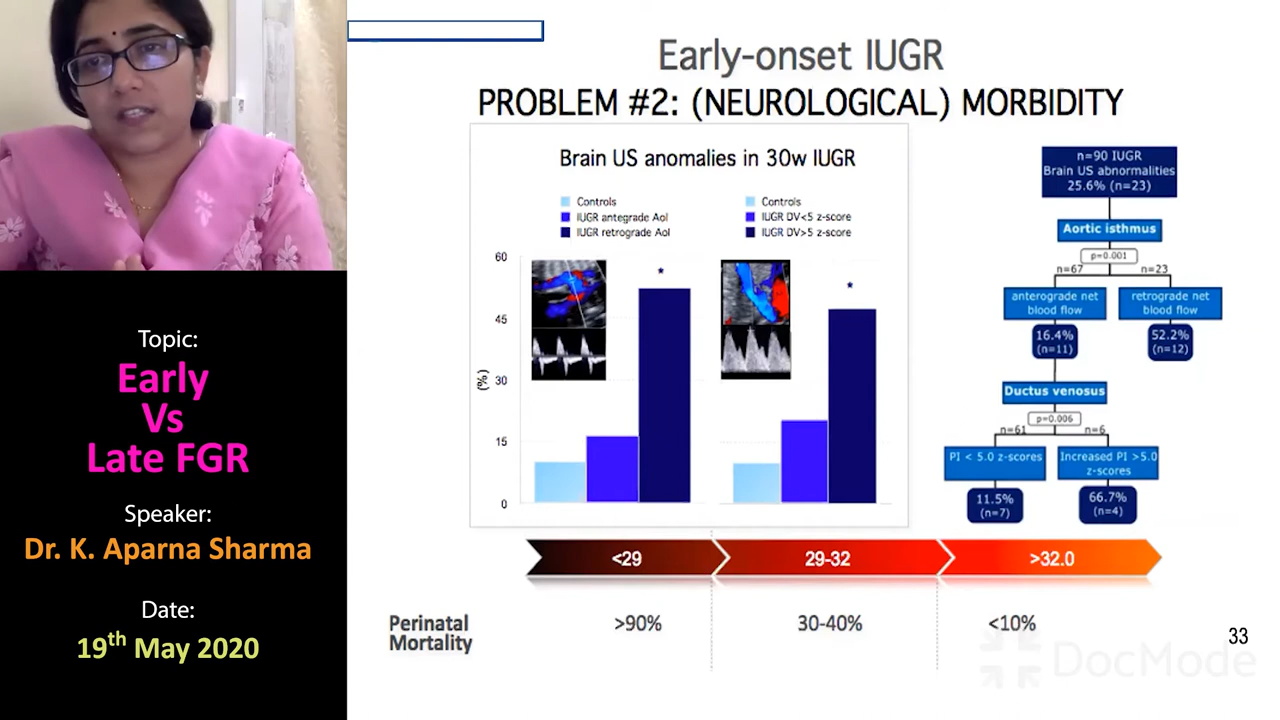 Topic:
Early
Vs
Late FGR
Speaker:
Dr. K. Aparna Sharma
Date:
19th May 2020
Early-onset IUGR
PROBLEM #2: (NEUROLOGICAL) MORBIDITY
Brain US anomalies in 30w IUGR
Controls
IUGR antegrade AoI
IUGR retrograde AoI
Controls
IUGR DV<5 z-score
IUGR DV>5 z-score
60
45
30
15
0
(%)
*
*
n=90 IUGR
Brain US abnormalities
25.6% (n=23)
Aortic isthmus
p=0.001
n=67 n=23
anterograde net
blood flow
retrograde net
blood flow
16.4%
(n=11)
52.2%
(n=12)
Ductus venosus
p=0.006
n=61 n=6
PI < 5.0 z-scores
Increased PI >5.0
z-scores
11.5%
(n=7)
66.7%
(n=4)
<29 29-32 >32.0
Perinatal
Mortality
>90% 30-40% <10%
33
DocMode